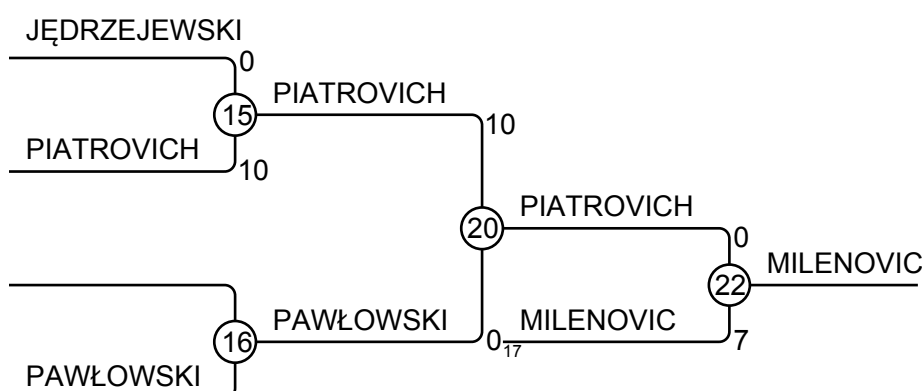 JĘDRZEJEWSKI
0
15
PIATROVICH
10
PIATROVICH
10
20
PIATROVICH
0
22
MILENOVIC
16
PAWŁOWSKI
0
17
MILENOVIC
7
PAWŁOWSKI